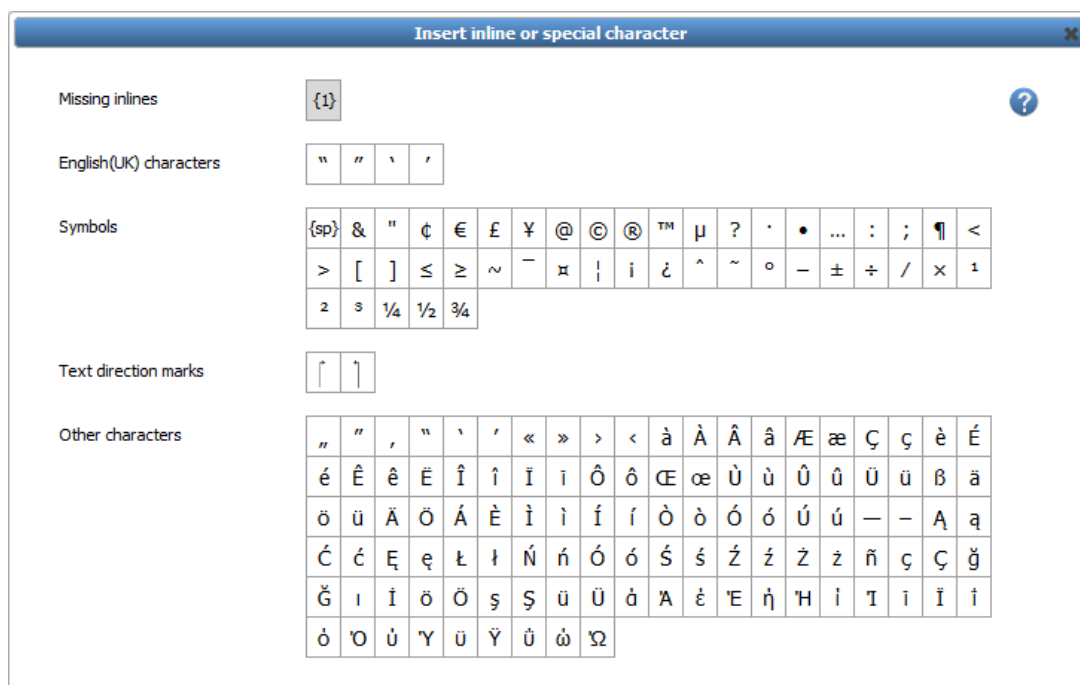 Insert inline or special character
Missing inlines {1}
English(UK) characters “ ” ‘ ’
Symbols {sp} & " ¢ € £ ¥ @ © ® ™ µ ? · • … : ; ¶ <
> [ ] ≤ ≥ ~ ¯ ¤ ¦ ¡ ¿ ˆ ˜ º – ± ÷ / × ¹
² ³ ¼ ½ ¾
Text direction marks
Other characters „ ” ‚ “ ‘ ’ « » › ‹ à À Â â Æ æ Ç ç è É
é Ê ê Ë Î î Ï ï Ô ô Œ œ Ù ù Û û Ü ü ß ä
ö ü Ä Ö Á È Ì ì Í í Ò ò Ó ó Ú ú — – Ą ą
Ć ć Ę ę Ł ł Ń ń Ó ó Ś ś Ź ź Ż ż ñ ç Ç ğ
Ğ ı İ ö Ö ş Ş ü Ü ά Ά έ Έ ή Ή ί Ί ϊ Ϊ ΐ
ό Ό ύ Ύ ϋ Ϋ ΰ ώ Ώ